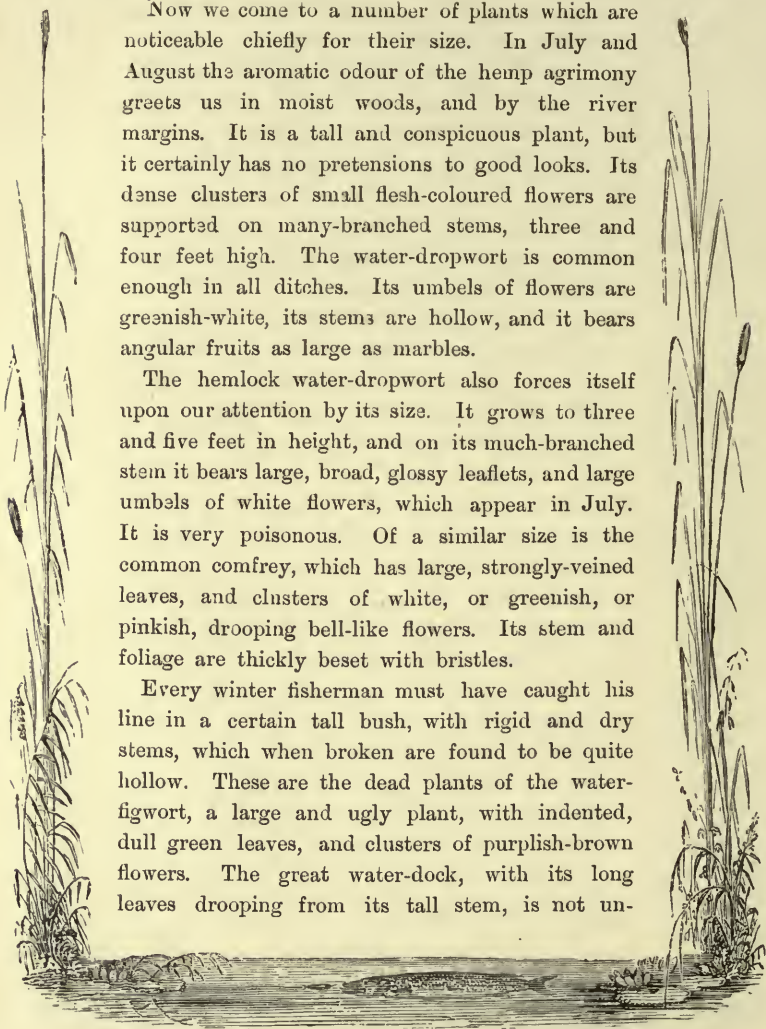 Now we come to a number of plants which are
noticeable chiefly for their size. In July and
August the aromatic odour of the hemp agrimony
greets us in moist woods, and by the river
margins. It is a tall and conspicuous plant, but
it certainly has no pretensions to good looks. Its
dense clusters of small flesh-coloured flowers are
supported on many-branched stems, three and
four feet high. The water-dropwort is common
enough in all ditches. Its umbels of flowers are
greenish-white, its stems are hollow, and it bears
angular fruits as large as marbles.
The hemlock water-dropwort also forces itself
upon our attention by its size. It grows to three
and five feet in height, and on its much-branched
stem it bears large, broad, glossy leaflets, and large
umbels of white flowers, which appear in July.
It is very poisonous. Of a similar size is the
common comfrey, which has large, strongly-veined
leaves, and clusters of white, or greenish, or
pinkish, drooping bell-like flowers. Its stem and
foliage are thickly beset with bristles.
Every winter fisherman must have caught his
line in a certain tall bush, with rigid and dry
stems, which when broken are found to be quite
hollow. These are the dead plants of the water-
figwort, a large and ugly plant, with indented,
dull green leaves, and clusters of purplish-brown
flowers. The great water-dock, with its long
leaves drooping from its tall stem, is not un-